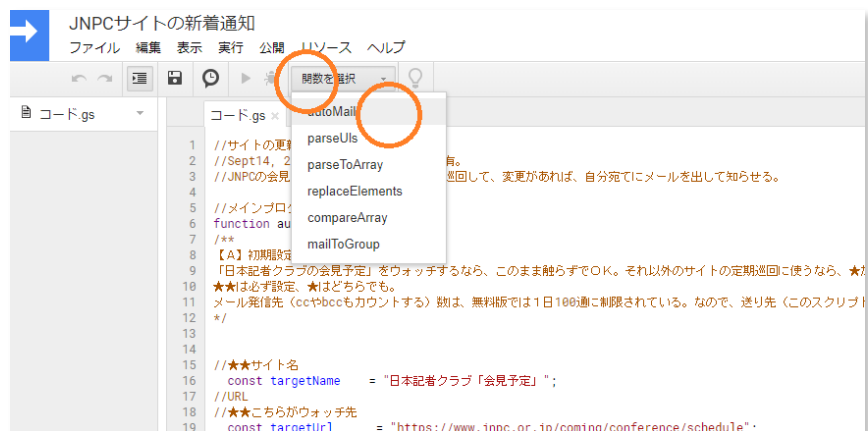 JNPCサイトの新着通知
ファイル 編集 表示 実行 公開 リソース ヘルプ
関数を選択
コード.gs
コード.gs ×
autoMail
parseUls
parseToArray
replaceElements
compareArray
mailToGroup
1 //サイトの更
2 //Sept14, 2 有。
3 //JNPCの会見 巡回して、変更があれば、自分宛てにメールを出して知らせる。
4
5 //メインプロ
6 function au
7 /**
8 【A】初期設定
9 「日本記者クラブの会見予定」をウォッチするなら、このまま触らずでＯＫ。それ以外のサイトの定期巡回に使うなら、★
10 ★★は必ず設定、★はどちらでも。
11 メール発信先（ccやbccもカウントする）数は、無料版では１日100通に制限されている。なので、送り先（このスクリプト
12 */
13
14
15 //★★サイト名
16 const targetName = "日本記者クラブ「会見予定」";
17 //URL
18 //★★こちらがウォッチ先
19 const targetUrl = "https://www.jnpc.or.jp/coming/conference/schedule";